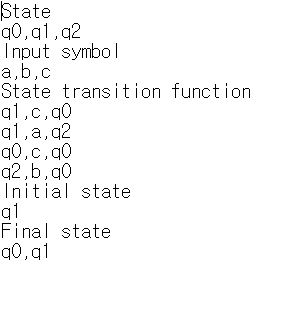 State
q0,q1,q2
Input symbol
a,b,c
State transition function
q1,c,q0
q1,a,q2
q0,c,q0
q2,b,q0
Initial state
q1
Final state
q0,q1